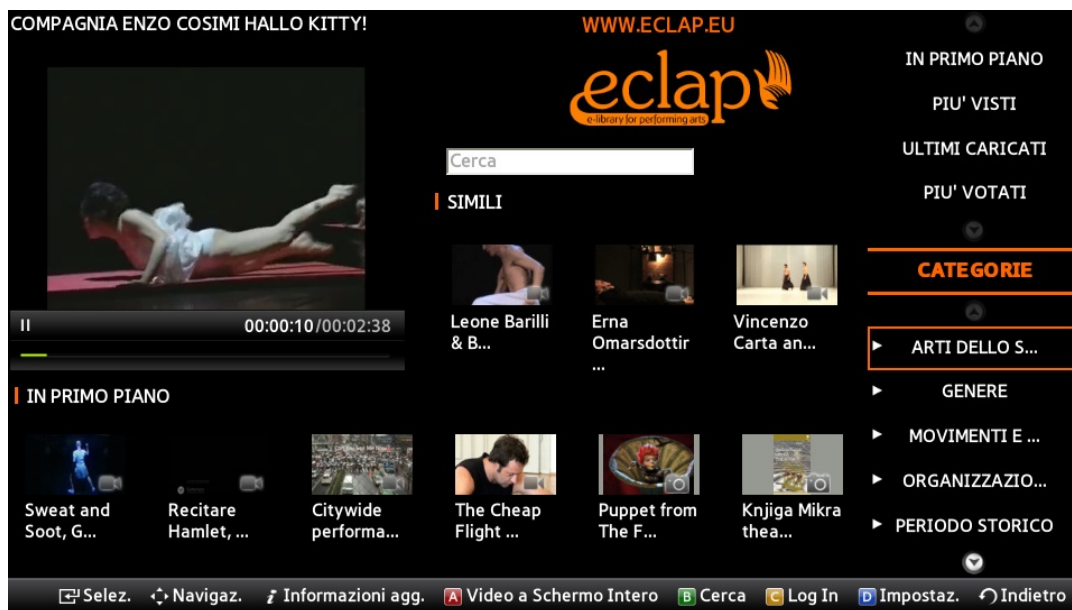 COMPAGNIA ENZO COSIMI HALLO KITTY!
WWW.ECLAP.EU
eclap
e-library for performing arts
Cerca
00:00:10/00:02:38
SIMILI
Leone Barilli
& B...
Erna
Omarsdottir
...
Vincenzo
Carta an...
IN PRIMO PIANO
Sweat and
Soot, G...
Recitare
Hamlet, ...
Citywide
performa...
The Cheap
Flight ...
Puppet from
The F...
Knjiga Mikra
thea...
IN PRIMO PIANO
PIU' VISTI
ULTIMI CARICATI
PIU' VOTATI
CATEGORIE
ARTI DELLO S...
GENERE
MOVIMENTI E ...
ORGANIZZAZIO...
PERIODO STORICO
Selez. Navigaz. i Informazioni agg. A Video a Schermo Intero B Cerca C Log In D Impostaz. Indietro